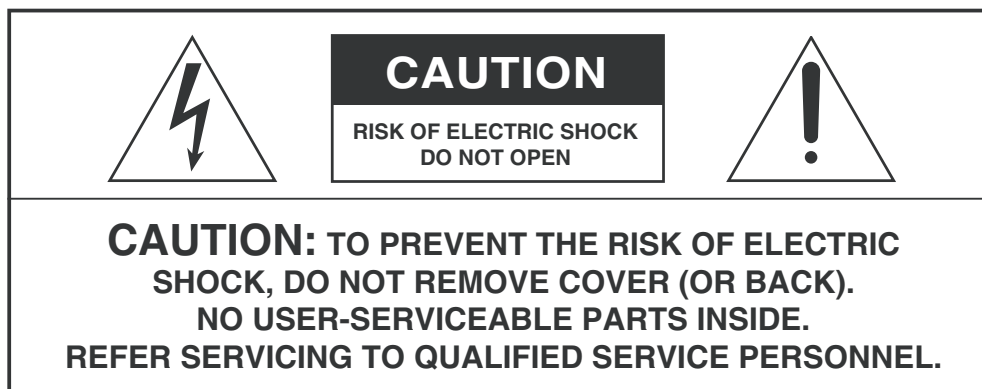 CAUTION
RISK OF ELECTRIC SHOCK
DO NOT OPEN
CAUTION: TO PREVENT THE RISK OF ELECTRIC
SHOCK, DO NOT REMOVE COVER (OR BACK).
NO USER-SERVICEABLE PARTS INSIDE.
REFER SERVICING TO QUALIFIED SERVICE PERSONNEL.